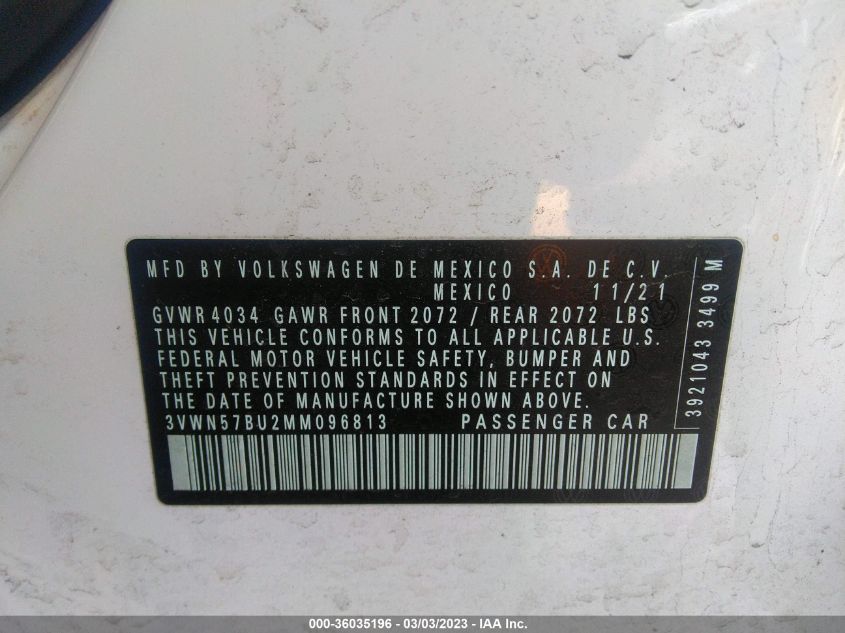 MFD BY VOLKSWAGEN DE MEXICO S.A. DE C.V.
MEXICO 11/21
GVWR 4034 GAWR FRONT 2072 / REAR 2072 LBS
THIS VEHICLE CONFORMS TO ALL APPLICABLE U.S.
FEDERAL MOTOR VEHICLE SAFETY, BUMPER AND
THEFT PREVENTION STANDARDS IN EFFECT ON
THE DATE OF MANUFACTURE SHOWN ABOVE.
3VWN57BU2MM096813 PASSENGER CAR
3921043 3499 M
000-36035196 - 03/03/2023 - IAA Inc.